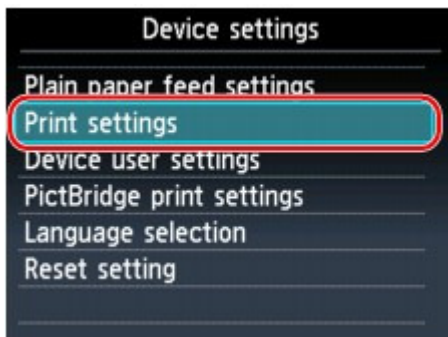 Device settings
Plain paper feed settings
Print settings
Device user settings
PictBridge print settings
Language selection
Reset setting